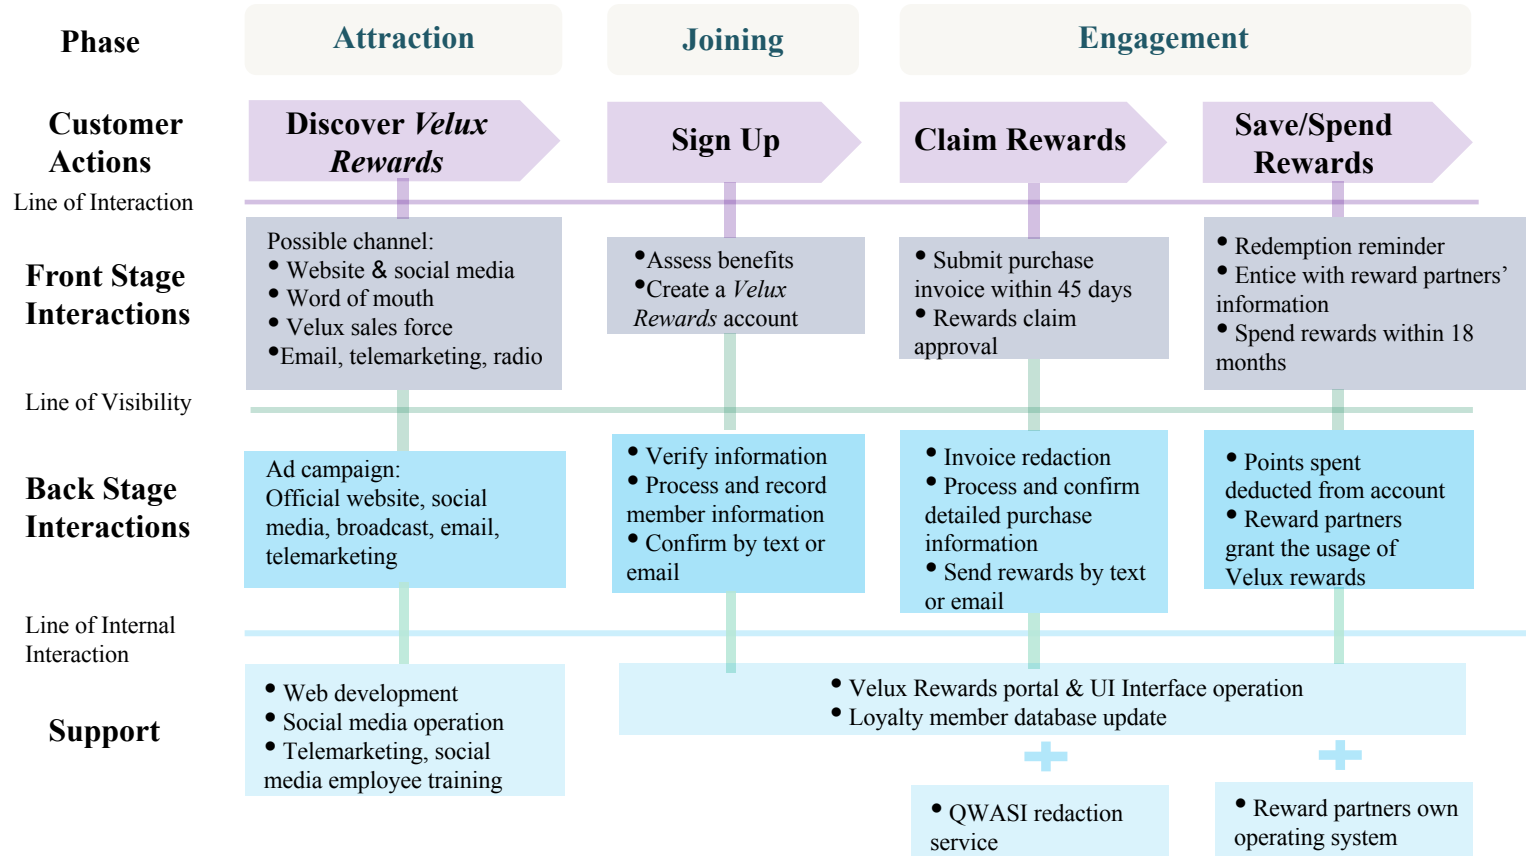 Phase
Attraction
Joining
Engagement
Customer
Actions
Discover Velux
Rewards
Sign Up
Claim Rewards
Save/Spend
Rewards
Line of Interaction
Front Stage
Interactions
Possible channel:
• Website & social media
• Word of mouth
• Velux sales force
•Email, telemarketing, radio
•Assess benefits
•Create a Velux
Rewards account
• Submit purchase
invoice within 45 days
• Rewards claim
approval
• Redemption reminder
• Entice with reward partners’
information
• Spend rewards within 18
months
Line of Visibility
Back Stage
Interactions
Ad campaign:
Official website, social
media, broadcast, email,
telemarketing
• Verify information
• Process and record
member information
• Confirm by text or
email
• Invoice redaction
• Process and confirm
detailed purchase
information
• Send rewards by text
or email
• Points spent
deducted from account
• Reward partners
grant the usage of
Velux rewards
Line of Internal
Interaction
Support
• Web development
• Social media operation
• Telemarketing, social
media employee training
• Velux Rewards portal & UI Interface operation
• Loyalty member database update
• QWASI redaction
service
• Reward partners own
operating system